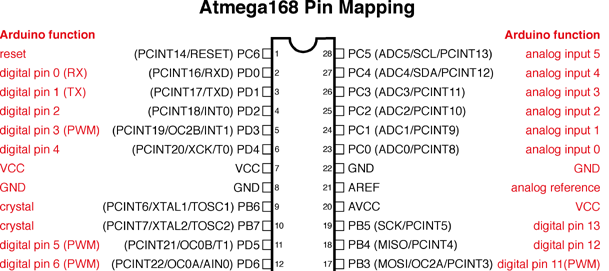 Atmega168 Pin Mapping
Arduino function Arduino function
reset (PCINT14/RESET) PC6 1 28 PC5 (ADC5/SCL/PCINT13) analog input 5
digital pin 0 (RX) (PCINT16/RXD) PD0 2 27 PC4 (ADC4/SDA/PCINT12) analog input 4
digital pin 1 (TX) (PCINT17/TXD) PD1 3 26 PC3 (ADC3/PCINT11) analog input 3
digital pin 2 (PCINT18/INT0) PD2 4 25 PC2 (ADC2/PCINT10) analog input 2
digital pin 3 (PWM) (PCINT19/OC2B/INT1) PD3 5 24 PC1 (ADC1/PCINT9) analog input 1
digital pin 4 (PCINT20/XCK/T0) PD4 6 23 PC0 (ADC0/PCINT8) analog input 0
VCC VCC 7 22 GND GND
GND GND 8 21 AREF analog reference
crystal (PCINT6/XTAL1/TOSC1) PB6 9 20 AVCC VCC
crystal (PCINT7/XTAL2/TOSC2) PB7 10 19 PB5 (SCK/PCINT5) digital pin 13
digital pin 5 (PWM) (PCINT21/OC0B/T1) PD5 11 18 PB4 (MISO/PCINT4) digital pin 12
digital pin 6 (PWM) (PCINT22/OC0A/AIN0) PD6 12 17 PB3 (MOSI/OC2A/PCINT3) digital pin 11(PWM)